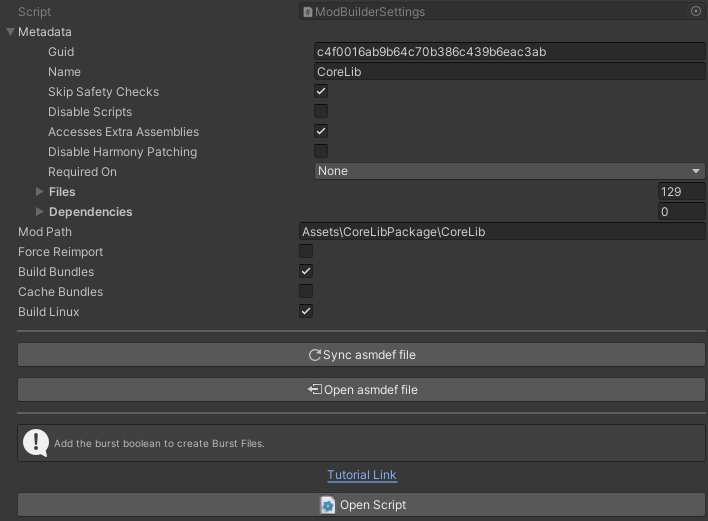 Script ModBuilderSettings
Metadata
Guid c4f0016ab9b64c70b386c439b6eac3ab
Name CoreLib
Skip Safety Checks
Disable Scripts
Accesses Extra Assemblies
Disable Harmony Patching
Required On None
Files 129
Dependencies 0
Mod Path Assets\CoreLibPackage\CoreLib
Force Reimport
Build Bundles
Cache Bundles
Build Linux
Sync asmdef file
Open asmdef file
Add the burst boolean to create Burst Files.
Tutorial Link
Open Script